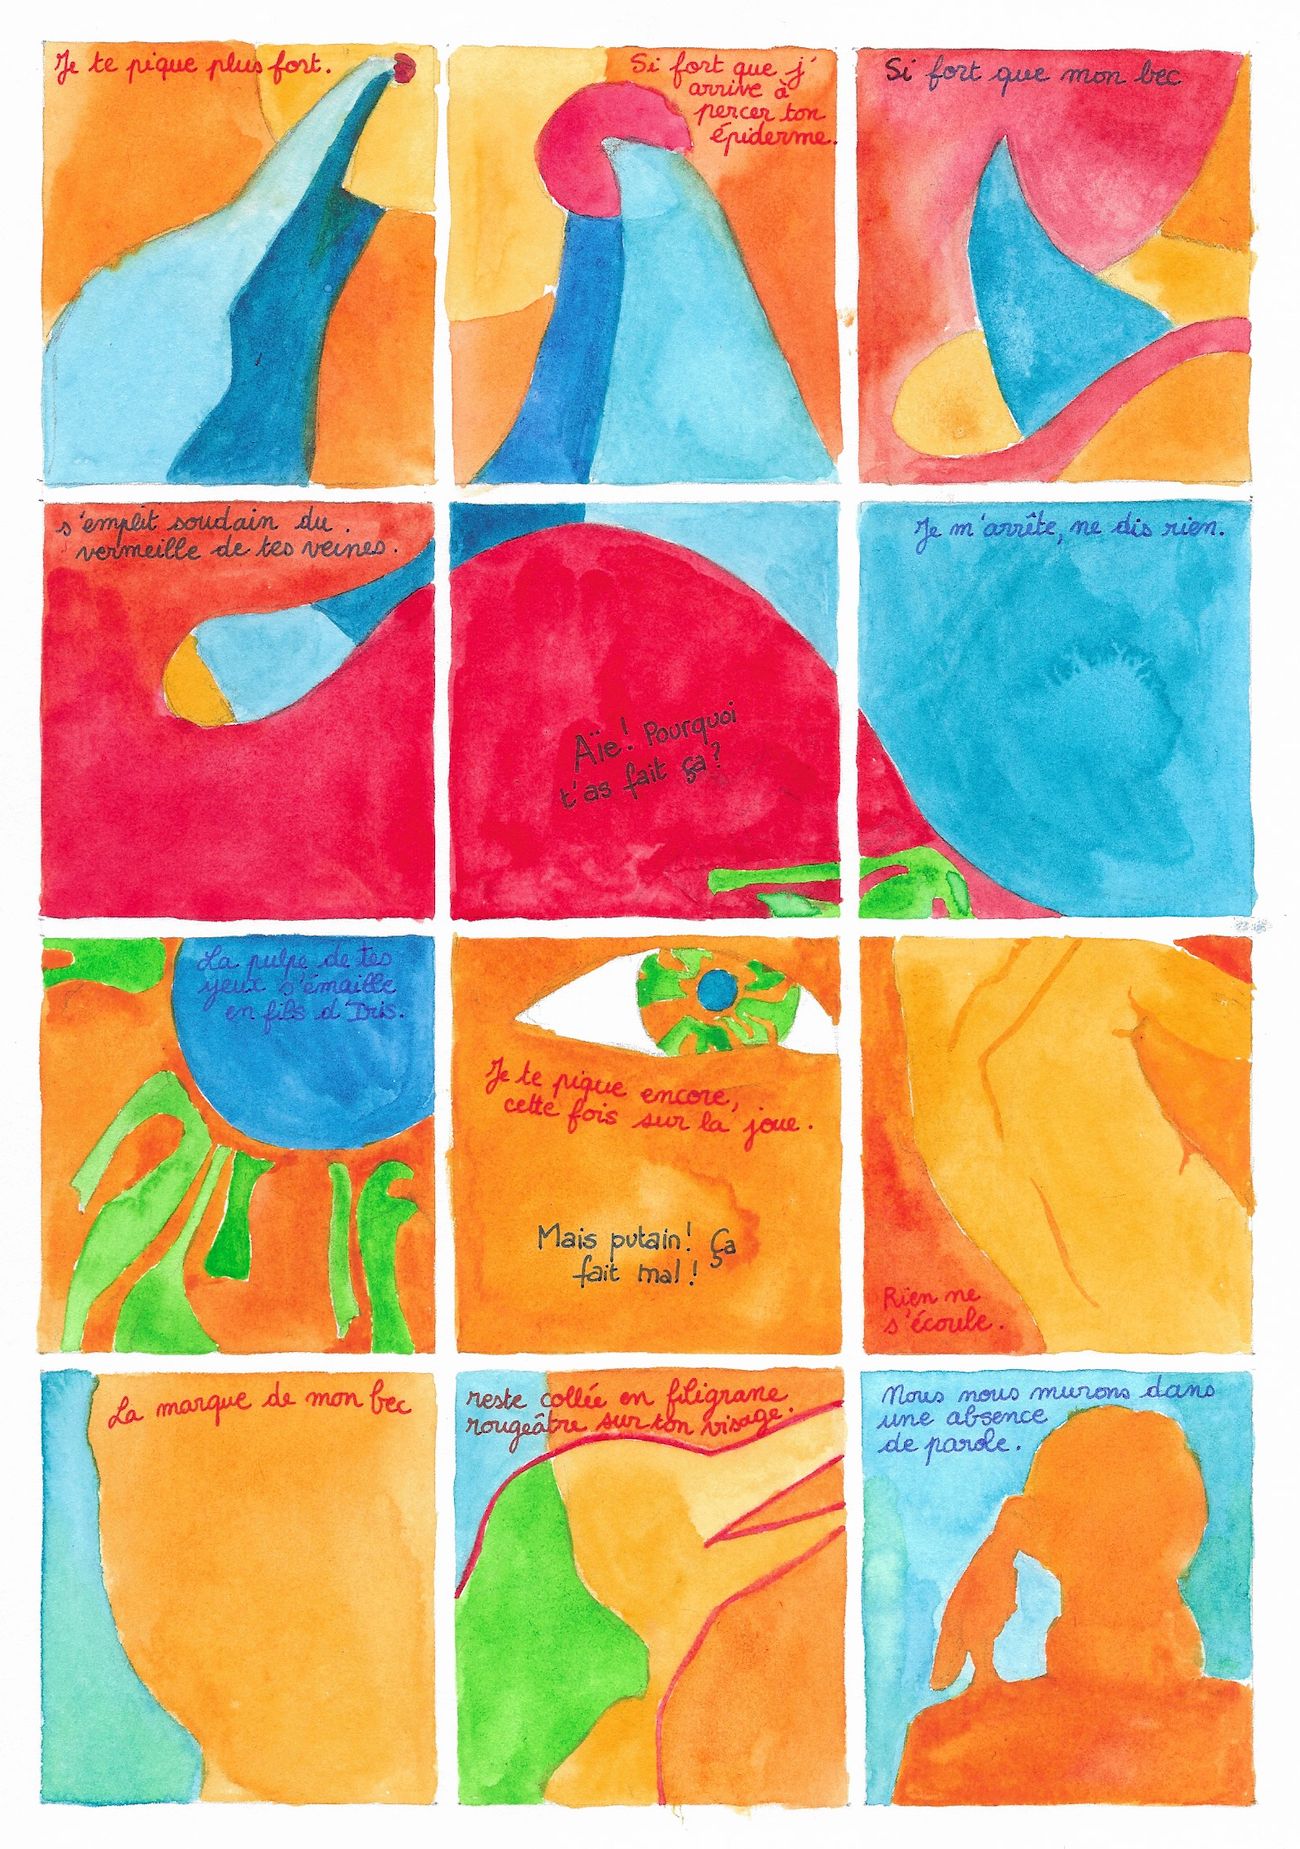 Je te pique plus fort.
Si fort que j'
arrive à
percer ton
épiderme.
Si fort que mon bec
s'emplit soudain du
vermeille de tes veines.
Aïe! Pourquoi
t'as fait ça?
Je m'arrête, ne dis rien.
La pulpe de tes
yeux s'émaille
en fils d'Iris.
Je te pique encore,
cette fois sur la joue.
Mais putain! Ça
fait mal!
Rien ne
s'écoule.
La marque de mon bec
reste collée en filigrane
rougeâtre sur ton visage.
Nous nous murons dans
une absence
de parole.